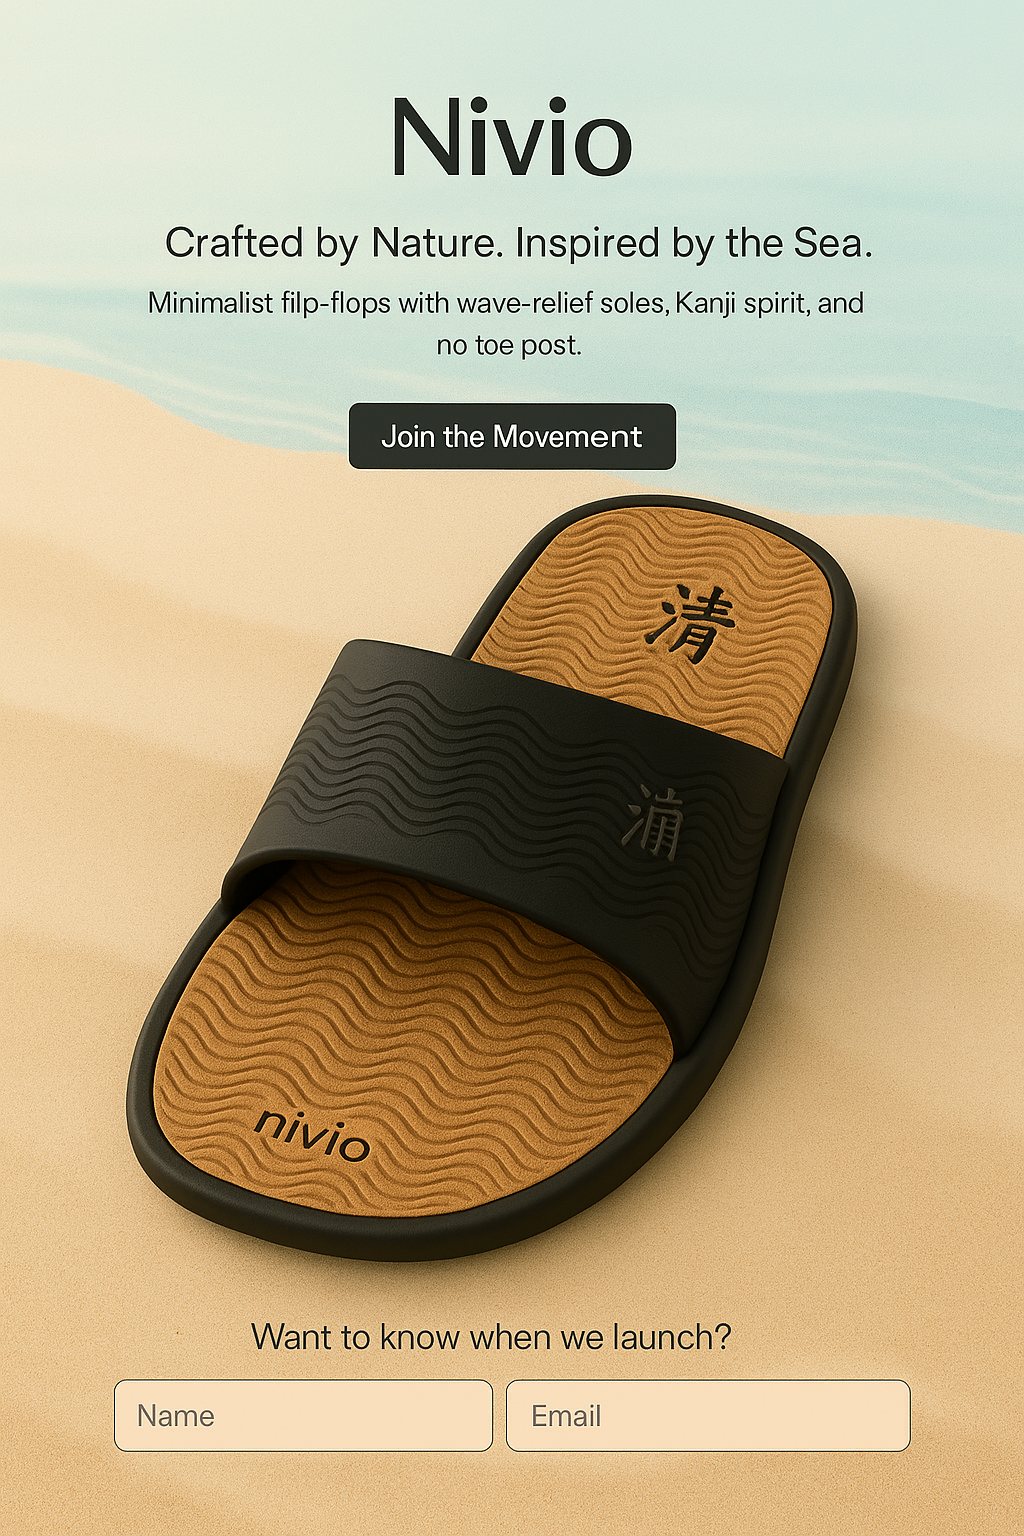 Nivio
Crafted by Nature. Inspired by the Sea.
Minimalist filp-flops with wave-relief soles, Kanji spirit, and
no toe post.
Join the Movement
清
nivio
Want to know when we launch?
Name
Email